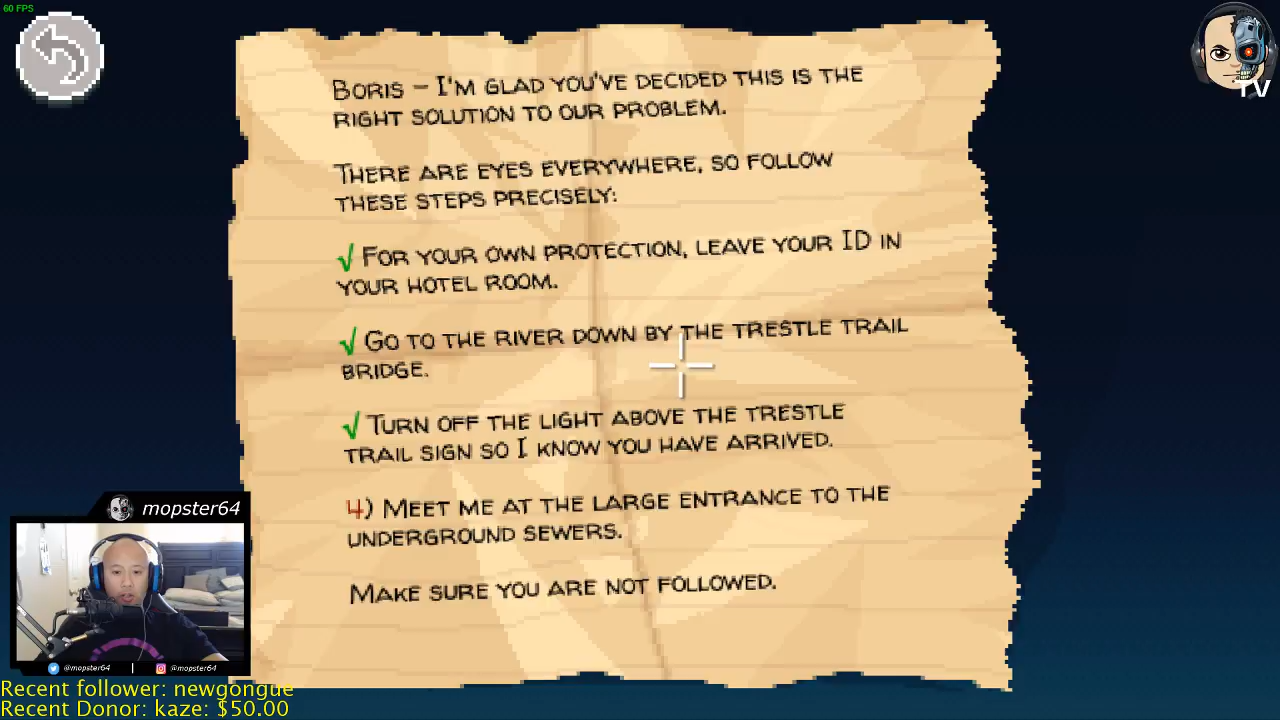 60 FPS
TV
Boris – I'm glad you've decided this is the
right solution to our problem.
There are eyes everywhere, so follow
these steps precisely:
√ For your own protection, leave your ID in
your hotel room.
√ Go to the river down by the trestle trail
bridge.
√ Turn off the light above the trestle
trail sign so I know you have arrived.
4) Meet me at the large entrance to the
underground sewers.
Make sure you are not followed.
mopster64
@mopster64 | @mopster64
Recent follower: newgongue
Recent Donor: kaze: $50.00